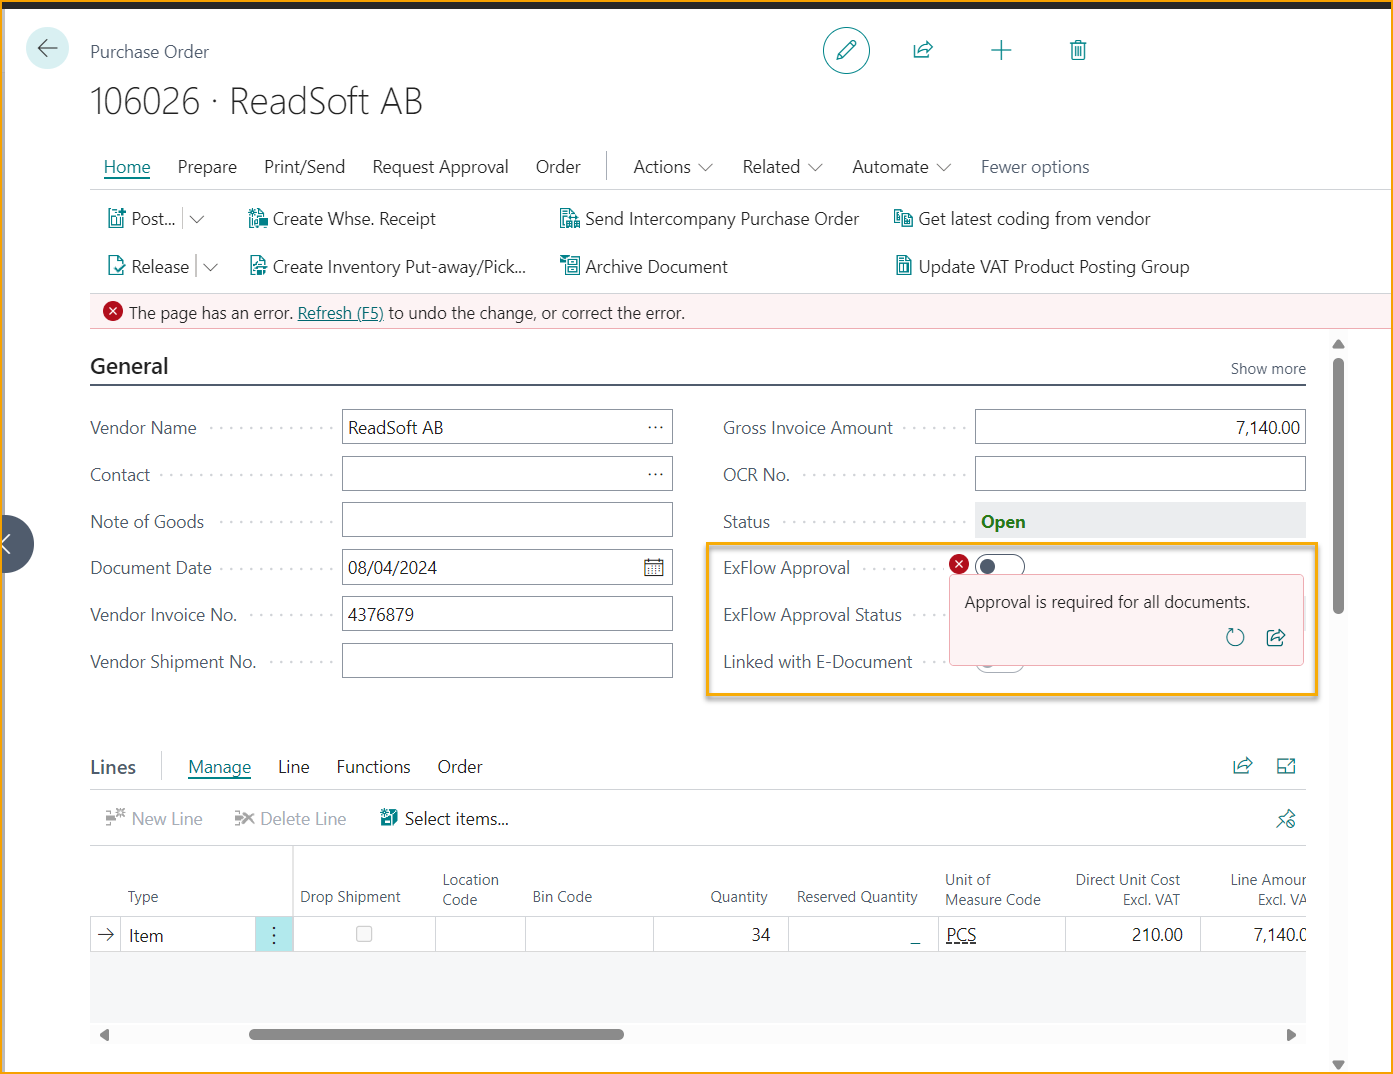 Purchase Order
106026 · ReadSoft AB
Home Prepare Print/Send Request Approval Order Actions Related Automate Fewer options
Post... Create Whse. Receipt Send Intercompany Purchase Order Get latest coding from vendor
Release Create Inventory Put-away/Pick... Archive Document Update VAT Product Posting Group
The page has an error. Refresh (F5) to undo the change, or correct the error.
General Show more
Vendor Name ReadSoft AB Gross Invoice Amount 7,140.00
Contact OCR No.
Note of Goods Status Open
Document Date 08/04/2024 ExFlow Approval
Approval is required for all documents.
Vendor Invoice No. 4376879 ExFlow Approval Status
Vendor Shipment No. Linked with E-Document
Lines Manage Line Functions Order
New Line Delete Line Select items...
Type Drop Shipment Location Code Bin Code Quantity Reserved Quantity Unit of Measure Code Direct Unit Cost Excl. VAT Line Amour Excl. VA
Item 34 _ PCS 210.00 7,140.0